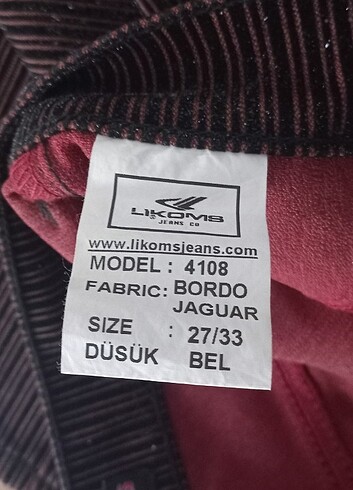 LIKOMS
JEANS CO
www.likomsjeans.com
MODEL : 4108
FABRIC: BORDO
JAGUAR
SIZE : 27/33
DÜSÜK BEL